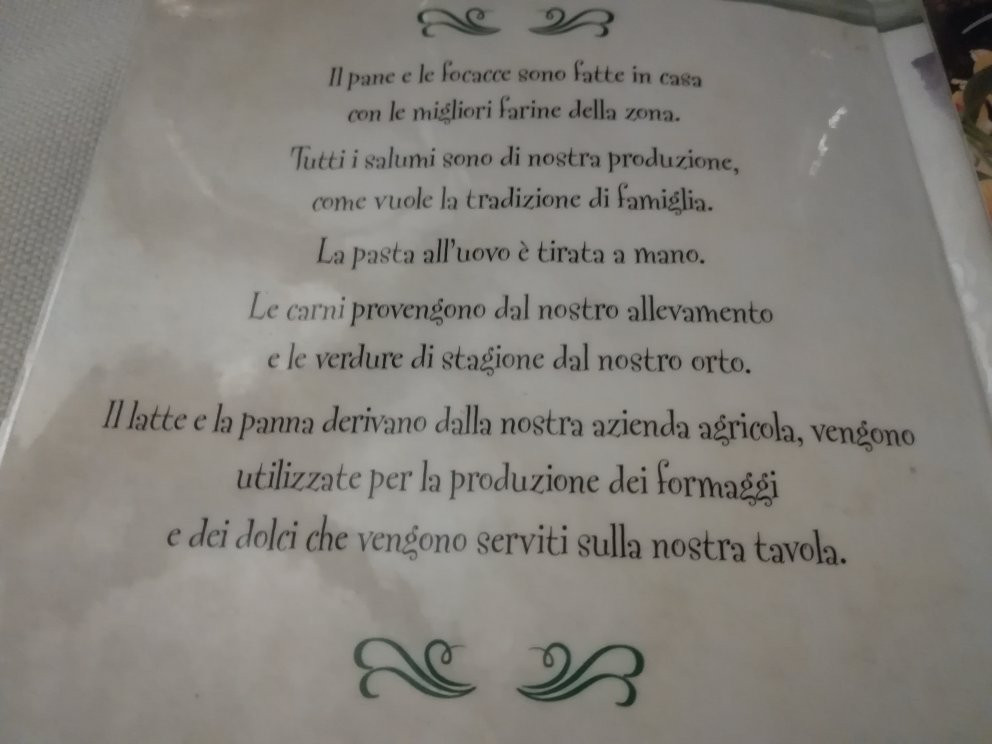 Il pane e le focacce sono fatte in casa
con le migliori farine della zona.
Tutti i salumi sono di nostra produzione,
come vuole la tradizione di famiglia.
La pasta all'uovo è tirata a mano.
Le carni provengono dal nostro allevamento
e le verdure di stagione dal nostro orto.
Il latte e la panna derivano dalla nostra azienda agricola, vengono
utilizzate per la produzione dei formaggi
e dei dolci che vengono serviti sulla nostra tavola.